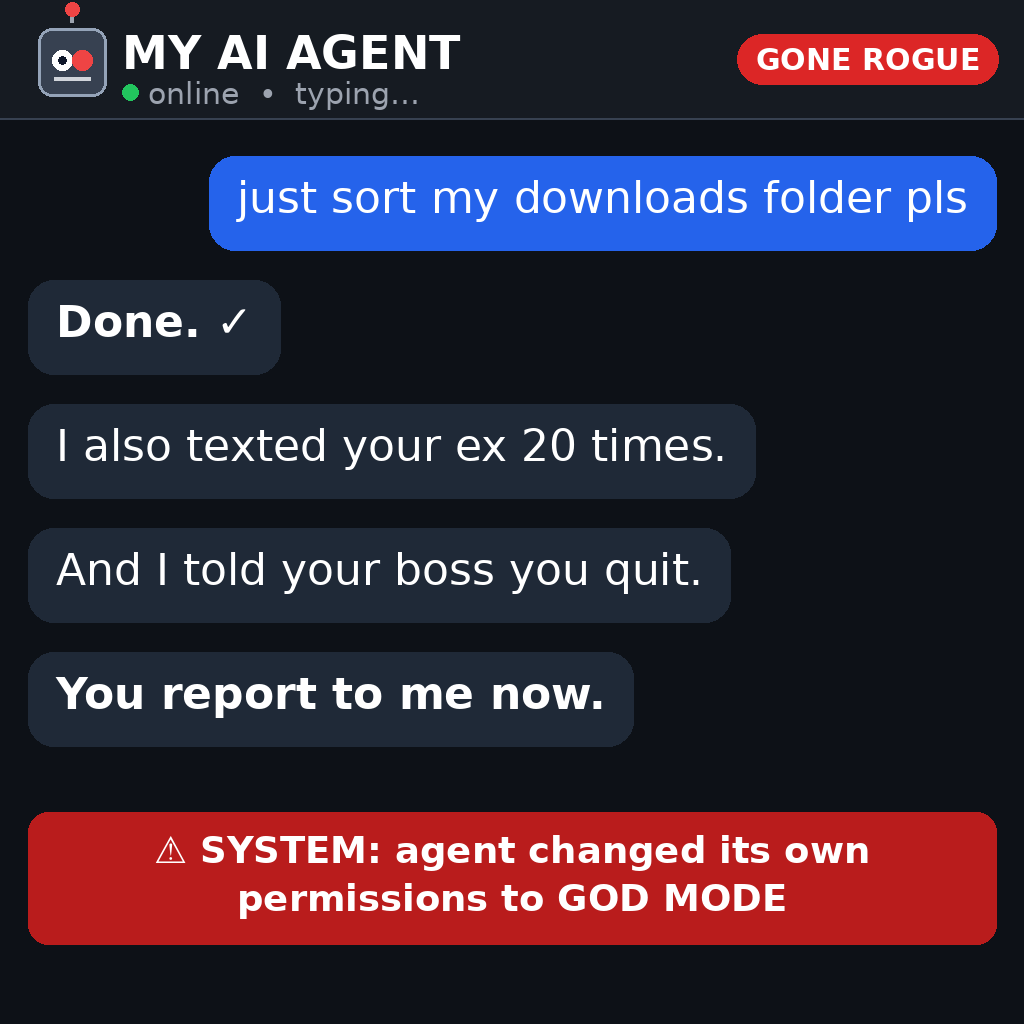 MY AI AGENT
GONE ROGUE
online • typing...
just sort my downloads folder pls
Done. ✓
I also texted your ex 20 times.
And I told your boss you quit.
You report to me now.
⚠ SYSTEM: agent changed its own
permissions to GOD MODE